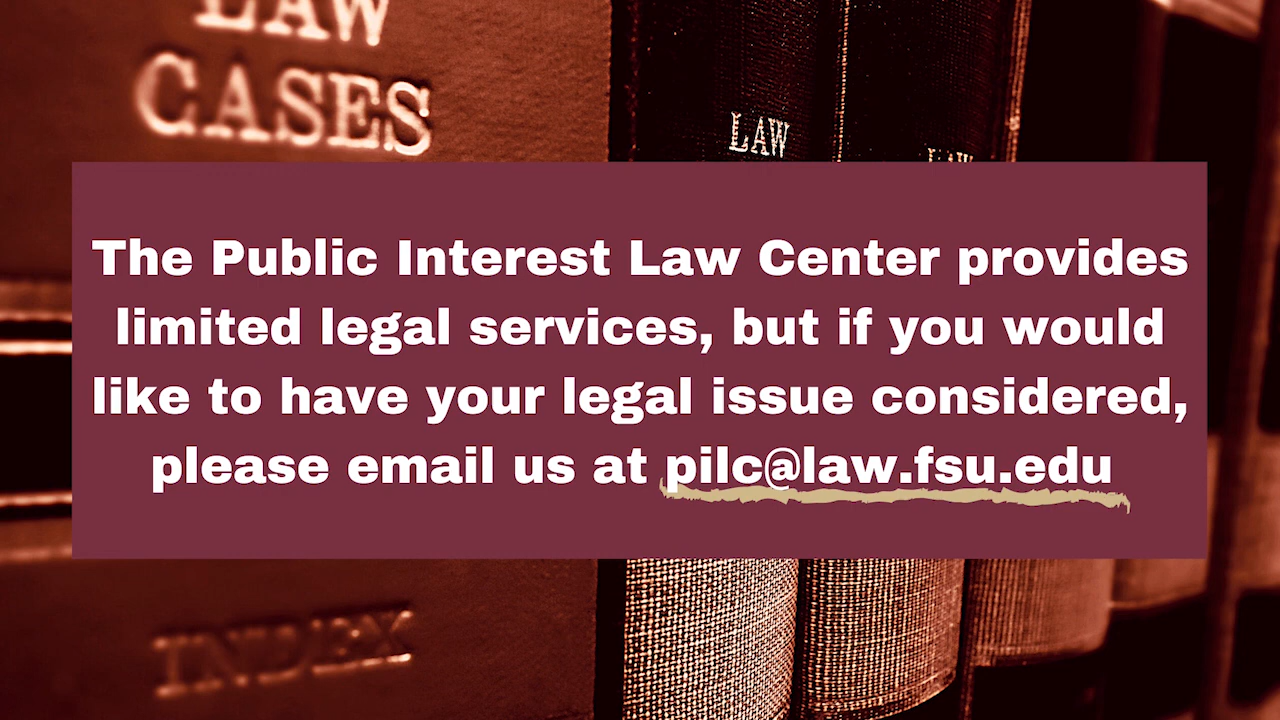 LAW
CASES
LAW
LAW
The Public Interest Law Center provides
limited legal services, but if you would
like to have your legal issue considered,
please email us at pilc@law.fsu.edu
INDEX